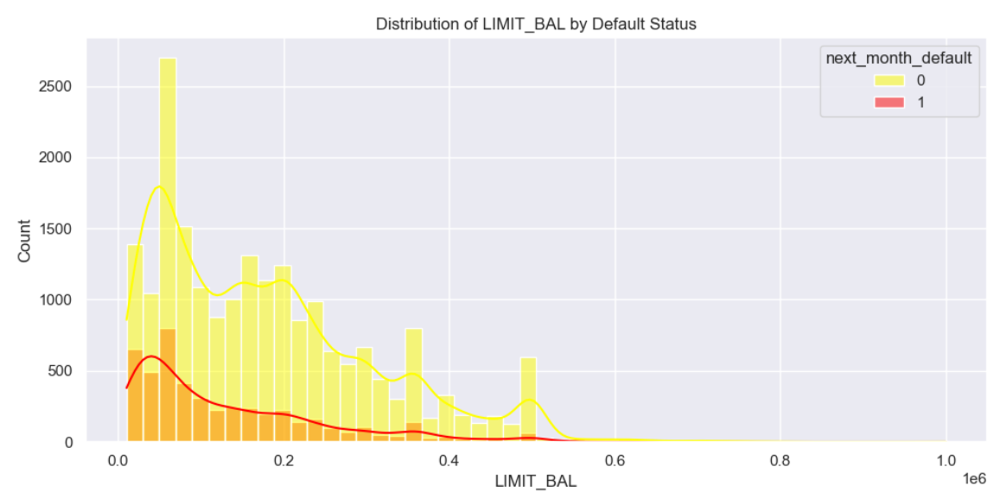 Distribution of LIMIT_BAL by Default Status
next_month_default
0
1
2500
2000
1500
1000
500
0
Count
0.0 0.2 0.4 0.6 0.8 1.0
1e6
LIMIT_BAL